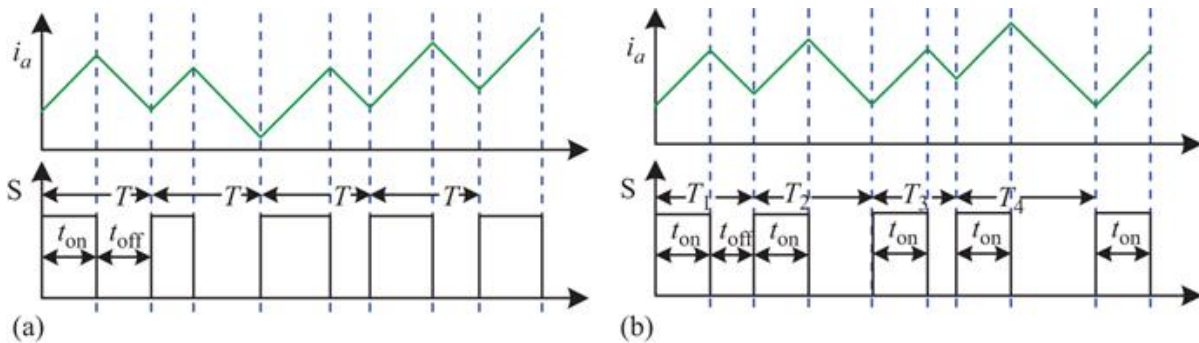 i_a
S
T T T T
t_on t_off
(a)
i_a
S
T_1 T_2 T_3 T_4
t_on t_off t_on t_on t_on t_on
(b)